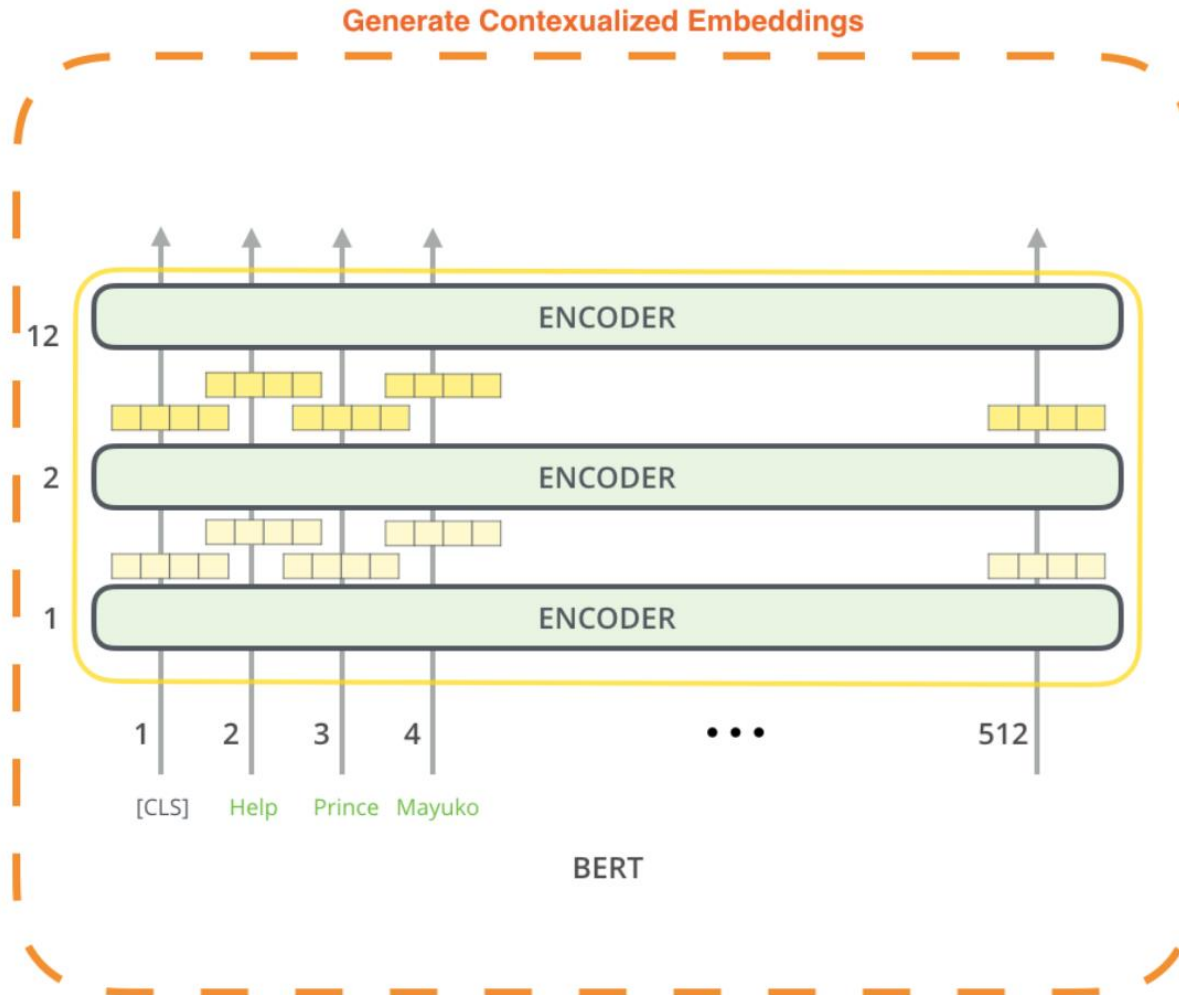 Generate Contexualized Embeddings
12 ENCODER
2 ENCODER
1 ENCODER
1 2 3 4 ••• 512
[CLS] Help Prince Mayuko
BERT